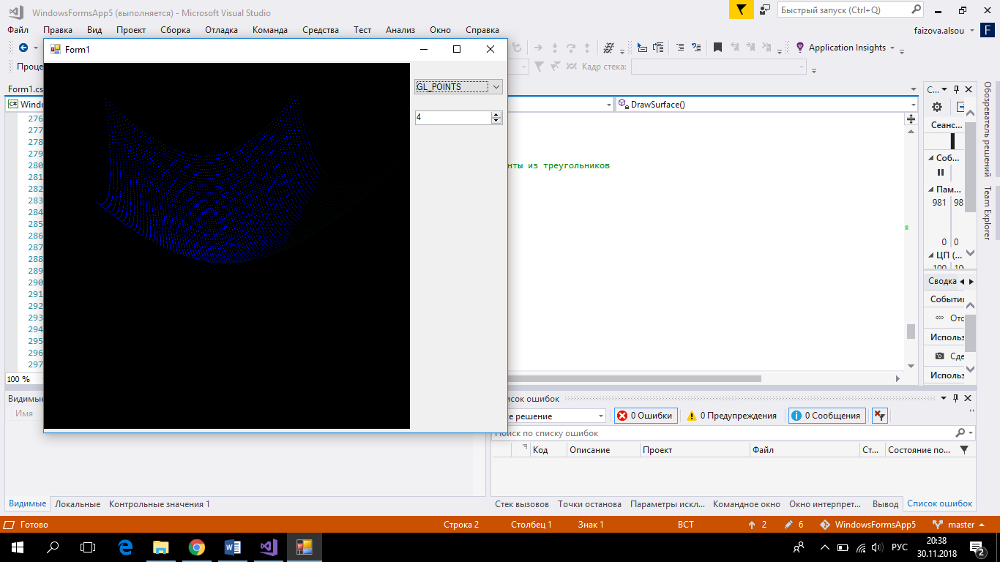 WindowsFormsApp5 (выполняется) - Microsoft Visual Studio
Быстрый запуск (Ctrl+Q)
Файл Правка Вид Проект Сборка Отладка Команда Средства Тест Анализ Окно Справка
faizova.alsou F
Form1
Application Insights
Проце
Кадр стека:
GL_POINTS
4
Form1.cs
C# Windo
DrawSurface()
276
277
278
279
280 нты из треугольников
281
282
283
284
285
286
287
288
289
290
291
292
293
294
295
296
297
100 %
С...
Сеанс...
Соб...
Пам...
981 98
0 0
ЦП (...
100 10
Сводка
События
Отс
Исполь
Сде
Исполь
Обозреватель решений
Team Explorer
Видимые
Имя
исок ошибок
е решение
0 Ошибки
0 Предупреждения
0 Сообщения
Поиск по списку ошибок
Код Описание Проект Файл Ст... Состояние по...
Видимые Локальные Контрольные значения 1
Стек вызовов Точки останова Параметры искл... Командное окно Окно интерпрет... Вывод Список ошибок
Готово Строка 2 Столбец 1 Знак 1 ВСТ 2 6 WindowsFormsApp5 master
РУС
20:38
30.11.2018
2